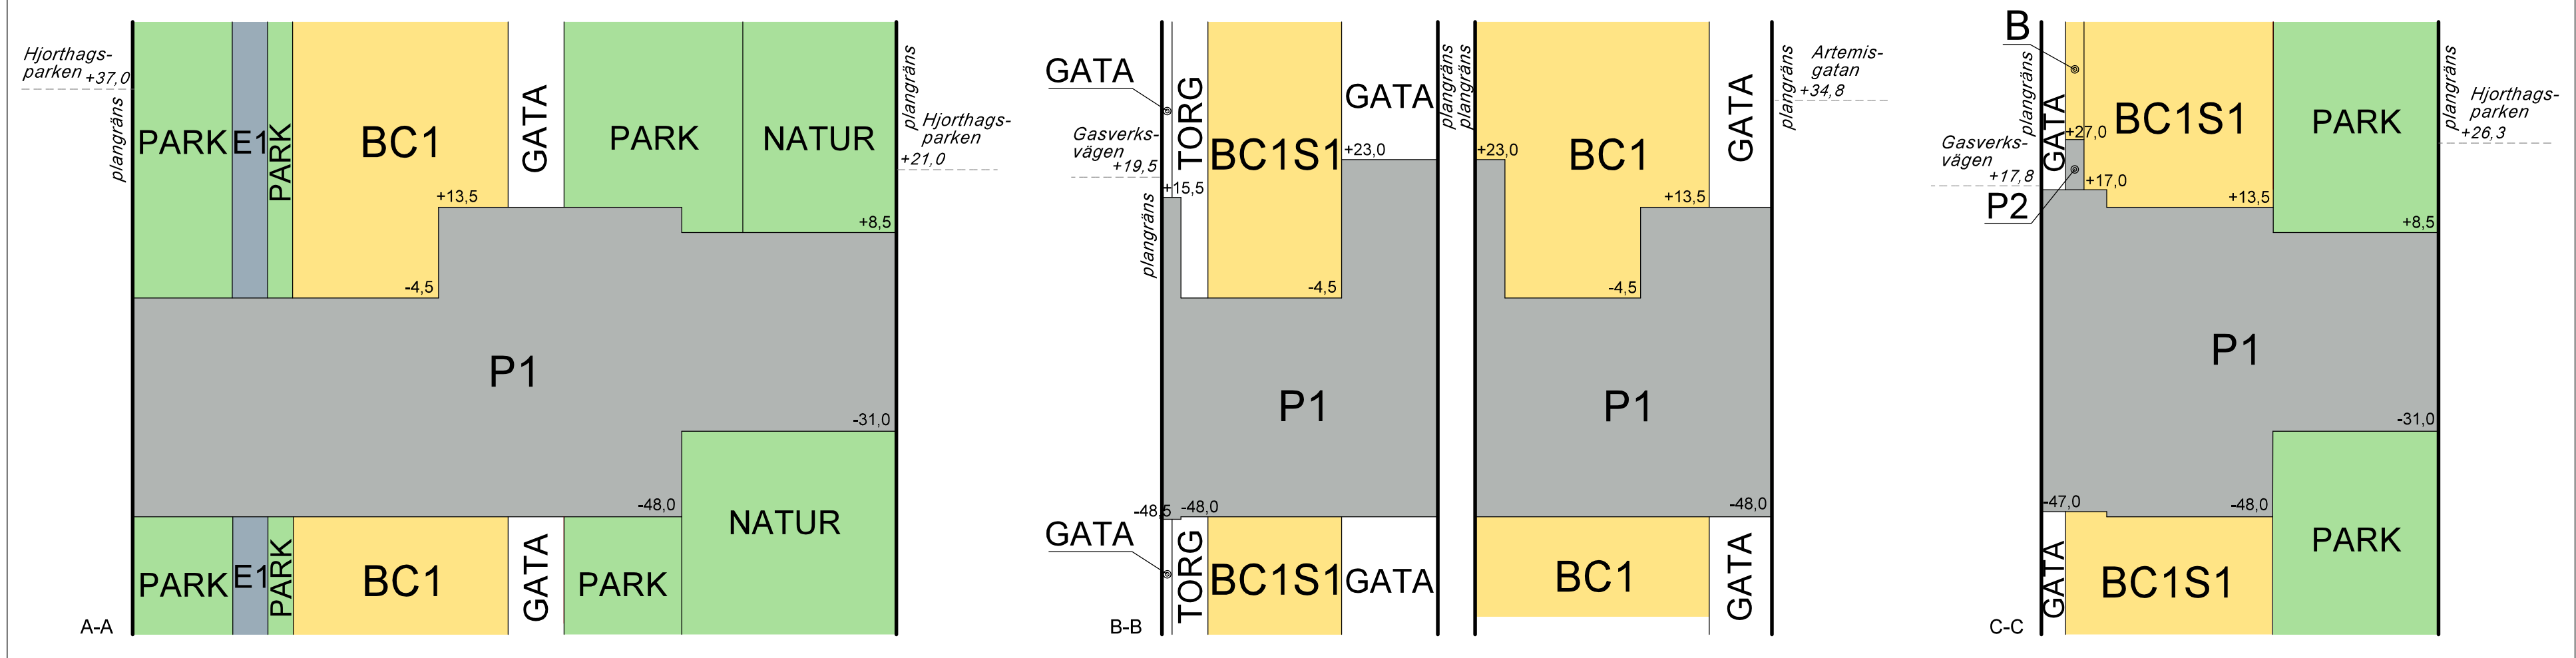 Hjorthags-
parken +37,0
plangräns
PARK
E1
PARK
BC1
GATA
PARK
NATUR
plangräns
Hjorthags-
parken
+21,0
+13,5
-4,5
+8,5
P1
-31,0
-48,0
PARK
E1
PARK
BC1
GATA
PARK
NATUR
A-A
GATA
Gasverks-
vägen
+19,5
plangräns
TORG
+15,5
BC1S1
-4,5
GATA
+23,0
plangräns
P1
-48,5
-48,0
GATA
TORG
BC1S1
GATA
B-B
plangräns
+23,0
BC1
-4,5
+13,5
GATA
plangräns
Artemis-
gatan
+34,8
P1
-48,0
BC1
GATA
B
plangräns
Gasverks-
vägen
+17,8
P2
GATA
+27,0
+17,0
BC1S1
+13,5
PARK
+8,5
plangräns
Hjorthags-
parken
+26,3
P1
-31,0
-47,0
-48,0
GATA
BC1S1
PARK
C-C